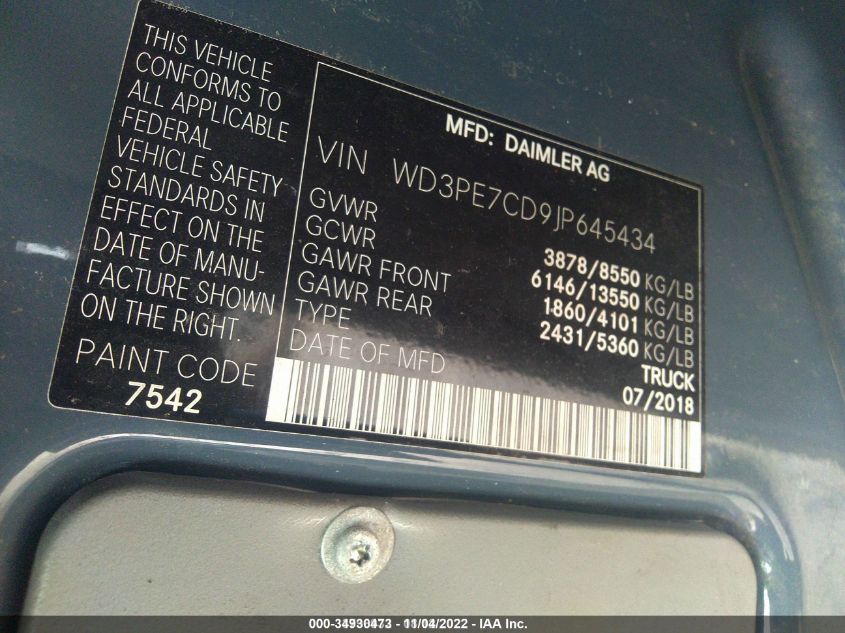 THIS VEHICLE
CONFORMS TO
ALL APPLICABLE
FEDERAL
VEHICLE SAFETY
STANDARDS IN
EFFECT ON THE
DATE OF MANU-
FACTURE SHOWN
ON THE RIGHT.
PAINT CODE
7542
MFD: DAIMLER AG
VIN WD3PE7CD9JP645434
GVWR 3878/8550 KG/LB
GCWR 6146/13550 KG/LB
GAWR FRONT 1860/4101 KG/LB
GAWR REAR 2431/5360 KG/LB
TYPE TRUCK
DATE OF MFD 07/2018
000-34930473 - 11/04/2022 - IAA Inc.